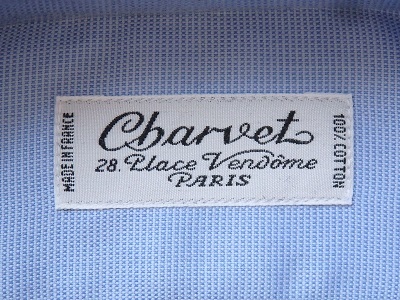 MADE IN FRANCE
Charvet
28. Place Vendôme
PARIS
100% COTTON